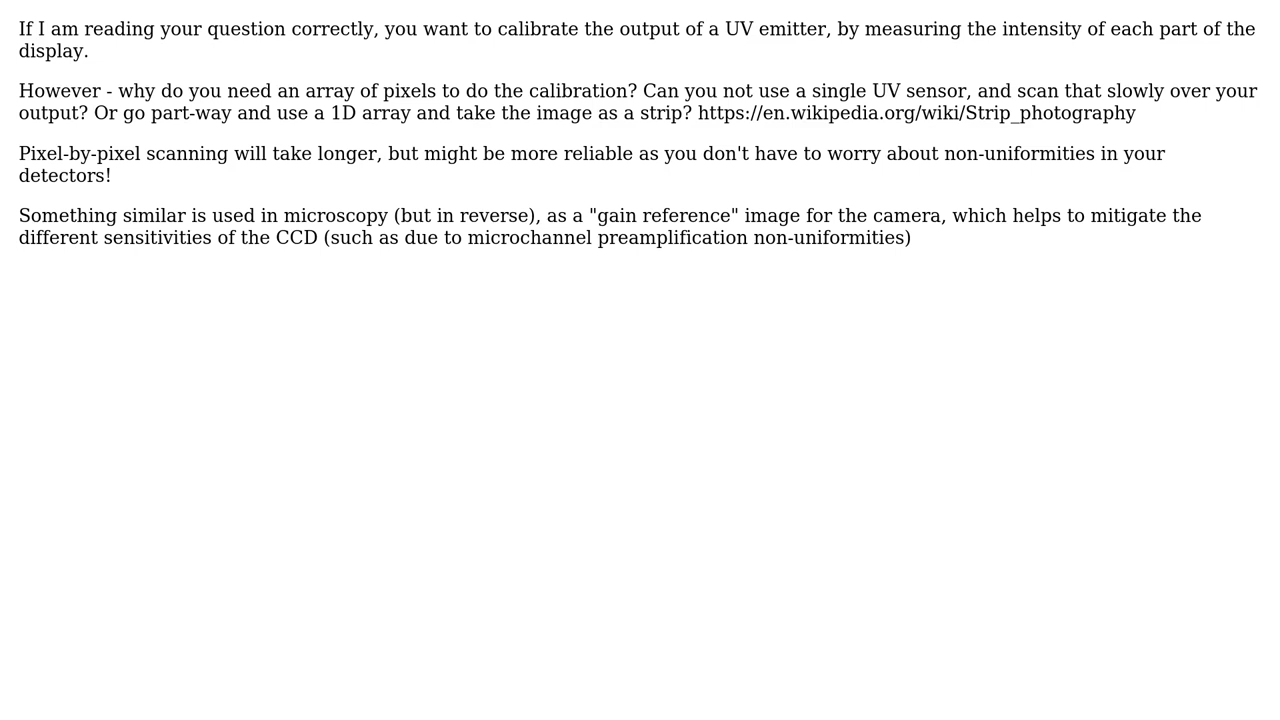 If I am reading your question correctly, you want to calibrate the output of a UV emitter, by measuring the intensity of each part of the
display.
However - why do you need an array of pixels to do the calibration? Can you not use a single UV sensor, and scan that slowly over your
output? Or go part-way and use a 1D array and take the image as a strip? https://en.wikipedia.org/wiki/Strip_photography
Pixel-by-pixel scanning will take longer, but might be more reliable as you don't have to worry about non-uniformities in your
detectors!
Something similar is used in microscopy (but in reverse), as a "gain reference" image for the camera, which helps to mitigate the
different sensitivities of the CCD (such as due to microchannel preamplification non-uniformities)